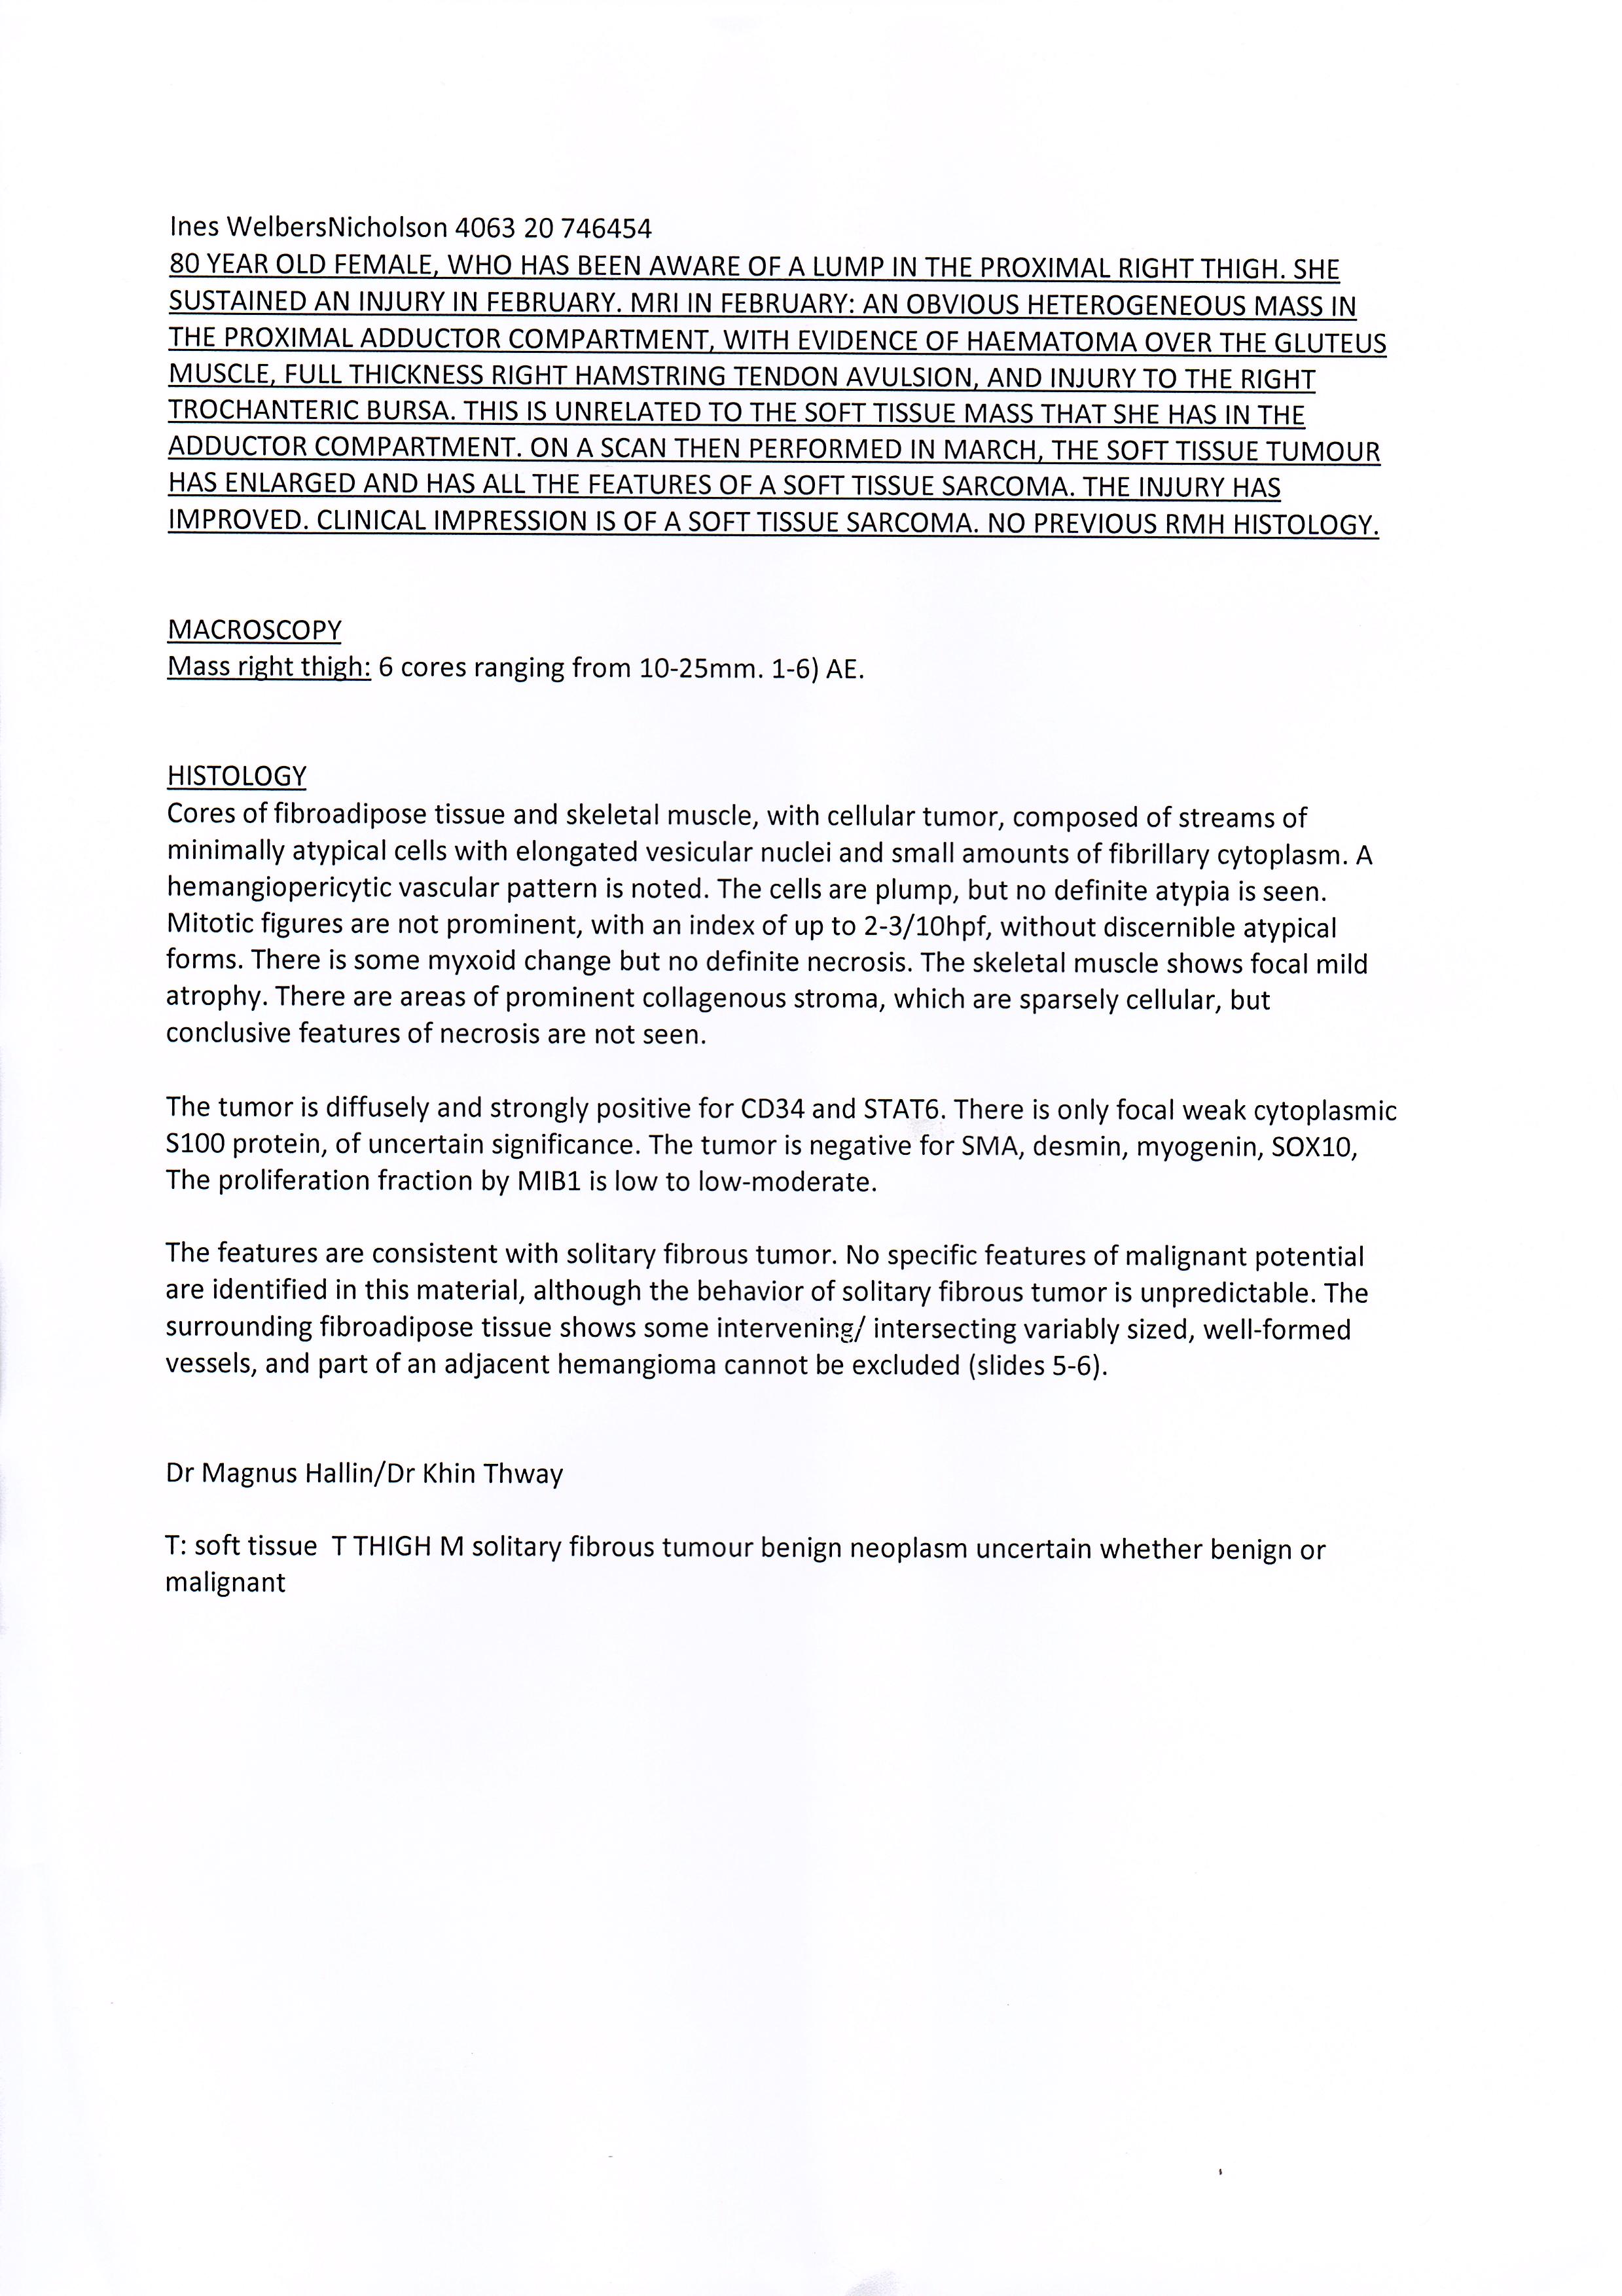 Ines WelbersNicholson 4063 20 746454
80 YEAR OLD FEMALE, WHO HAS BEEN AWARE OF A LUMP IN THE PROXIMAL RIGHT THIGH. SHE
SUSTAINED AN INJURY IN FEBRUARY. MRI IN FEBRUARY: AN OBVIOUS HETEROGENEOUS MASS IN
THE PROXIMAL ADDUCTOR COMPARTMENT, WITH EVIDENCE OF HAEMATOMA OVER THE GLUTEUS
MUSCLE, FULL THICKNESS RIGHT HAMSTRING TENDON AVULSION, AND INJURY TO THE RIGHT
TROCHANTERIC BURSA. THIS IS UNRELATED TO THE SOFT TISSUE MASS THAT SHE HAS IN THE
ADDUCTOR COMPARTMENT. ON A SCAN THEN PERFORMED IN MARCH, THE SOFT TISSUE TUMOUR
HAS ENLARGED AND HAS ALL THE FEATURES OF A SOFT TISSUE SARCOMA. THE INJURY HAS
IMPROVED. CLINICAL IMPRESSION IS OF A SOFT TISSUE SARCOMA. NO PREVIOUS RMH HISTOLOGY.
MACROSCOPY
Mass right thigh: 6 cores ranging from 10-25mm. 1-6) AE.
HISTOLOGY
Cores of fibroadipose tissue and skeletal muscle, with cellular tumor, composed of streams of
minimally atypical cells with elongated vesicular nuclei and small amounts of fibrillary cytoplasm. A
hemangiopericytic vascular pattern is noted. The cells are plump, but no definite atypia is seen.
Mitotic figures are not prominent, with an index of up to 2-3/10hpf, without discernible atypical
forms. There is some myxoid change but no definite necrosis. The skeletal muscle shows focal mild
atrophy. There are areas of prominent collagenous stroma, which are sparsely cellular, but
conclusive features of necrosis are not seen.
The tumor is diffusely and strongly positive for CD34 and STAT6. There is only focal weak cytoplasmic
S100 protein, of uncertain significance. The tumor is negative for SMA, desmin, myogenin, SOX10,
The proliferation fraction by MIB1 is low to low-moderate.
The features are consistent with solitary fibrous tumor. No specific features of malignant potential
are identified in this material, although the behavior of solitary fibrous tumor is unpredictable. The
surrounding fibroadipose tissue shows some intervening/ intersecting variably sized, well-formed
vessels, and part of an adjacent hemangioma cannot be excluded (slides 5-6).
Dr Magnus Hallin/Dr Khin Thway
T: soft tissue  T THIGH M solitary fibrous tumour benign neoplasm uncertain whether benign or
malignant